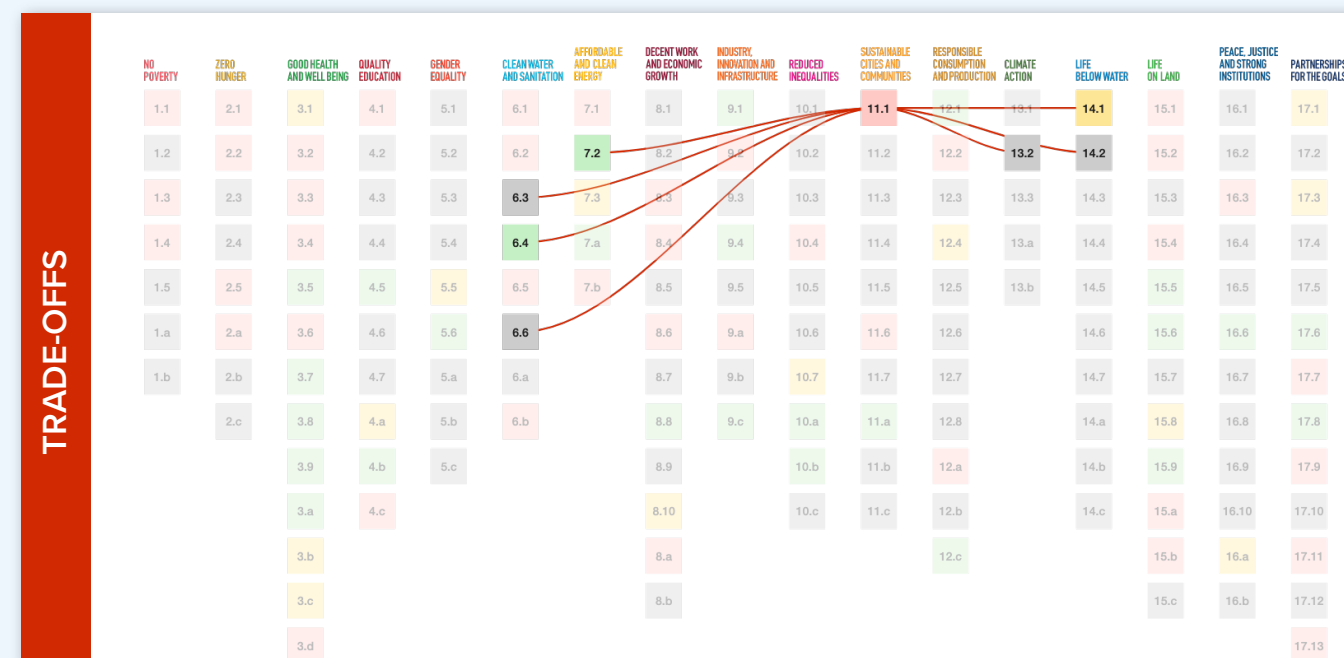 TRADE-OFFS
NO
POVERTY
ZERO
HUNGER
GOOD HEALTH
AND WELL BEING
QUALITY
EDUCATION
GENDER
EQUALITY
CLEAN WATER
AND SANITATION
AFFORDABLE
AND CLEAN
ENERGY
DECENT WORK
AND ECONOMIC
GROWTH
INDUSTRY,
INNOVATION AND
INFRASTRUCTURE
REDUCED
INEQUALITIES
SUSTAINABLE
CITIES AND
COMMUNITIES
RESPONSIBLE
CONSUMPTION
AND PRODUCTION
CLIMATE
ACTION
LIFE
BELOW WATER
LIFE
ON LAND
PEACE, JUSTICE
AND STRONG
INSTITUTIONS
PARTNERSHIPS
FOR THE GOALS
1.1 2.1 3.1 4.1 5.1 6.1 7.1 8.1 9.1 10.1 11.1 12.1 13.1 14.1 15.1 16.1 17.1
1.2 2.2 3.2 4.2 5.2 6.2 7.2 8.2 9.2 10.2 11.2 12.2 13.2 14.2 15.2 16.2 17.2
1.3 2.3 3.3 4.3 5.3 6.3 7.3 8.3 9.3 10.3 11.3 12.3 13.3 14.3 15.3 16.3 17.3
1.4 2.4 3.4 4.4 5.4 6.4 7.a 8.4 9.4 10.4 11.4 12.4 13.a 14.4 15.4 16.4 17.4
1.5 2.5 3.5 4.5 5.5 6.5 7.b 8.5 9.5 10.5 11.5 12.5 13.b 14.5 15.5 16.5 17.5
1.a 2.a 3.6 4.6 5.6 6.6 8.6 9.a 10.6 11.6 12.6 14.6 15.6 16.6 17.6
1.b 2.b 3.7 4.7 5.a 6.a 8.7 9.b 10.7 11.7 12.7 14.7 15.7 16.7 17.7
2.c 3.8 4.a 5.b 6.b 8.8 9.c 10.a 11.a 12.8 14.a 15.8 16.8 17.8
3.9 4.b 5.c 8.9 10.b 11.b 12.a 14.b 15.9 16.9 17.9
3.a 4.c 8.10 10.c 11.c 12.b 14.c 15.a 16.10 17.10
3.b 8.a 12.c 15.b 16.a 17.11
3.c 8.b 15.c 16.b 17.12
3.d 17.13